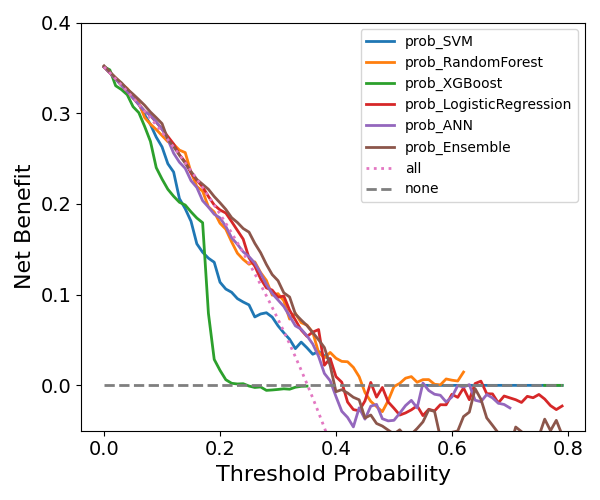 0.4
0.3
0.2
0.1
0.0
Net Benefit
prob_SVM
prob_RandomForest
prob_XGBoost
prob_LogisticRegression
prob_ANN
prob_Ensemble
all
none
0.0 0.2 0.4 0.6 0.8
Threshold Probability